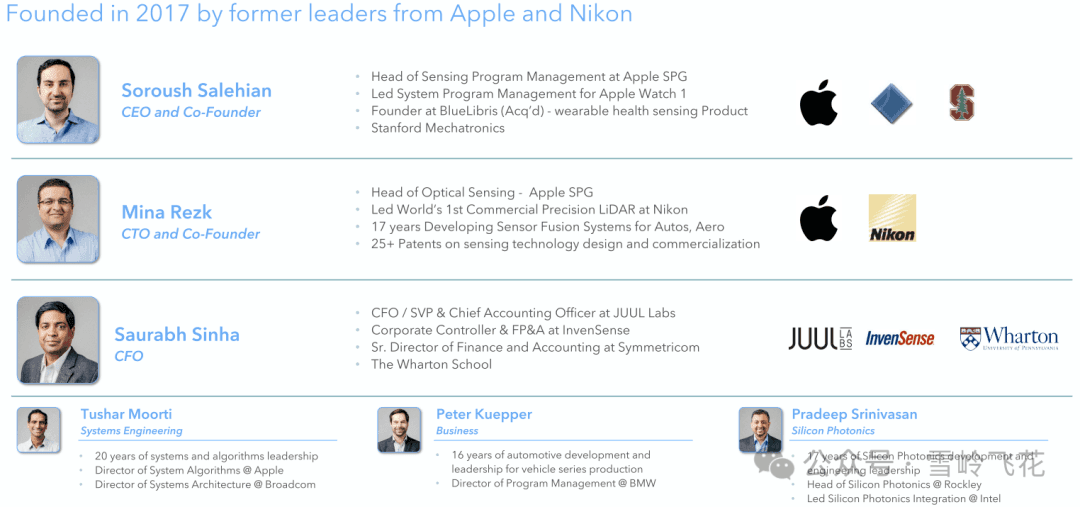 Founded in 2017 by former leaders from Apple and Nikon
Soroush Salehian
CEO and Co-Founder
• Head of Sensing Program Management at Apple SPG
• Led System Program Management for Apple Watch 1
• Founder at BlueLibris (Acq’d) - wearable health sensing Product
• Stanford Mechatronics
Mina Rezk
CTO and Co-Founder
• Head of Optical Sensing - Apple SPG
• Led World’s 1st Commercial Precision LiDAR at Nikon
• 17 years Developing Sensor Fusion Systems for Autos, Aero
• 25+ Patents on sensing technology design and commercialization
Nikon
Saurabh Sinha
CFO
• CFO / SVP & Chief Accounting Officer at JUUL Labs
• Corporate Controller & FP&A at InvenSense
• Sr. Director of Finance and Accounting at Symmetricom
• The Wharton School
JUUL LABS
InvenSense
Wharton
UNIVERSITY of PENNSYLVANIA
Tushar Moorti
Systems Engineering
• 20 years of systems and algorithms leadership
• Director of System Algorithms @ Apple
• Director of Systems Architecture @ Broadcom
Peter Kuepper
Business
• 16 years of automotive development and
leadership for vehicle series production
• Director of Program Management @ BMW
Pradeep Srinivasan
Silicon Photonics
• 17 years of Silicon Photonics development and
engineering leadership
• Head of Silicon Photonics @ Rockley
• Led Silicon Photonics Integration @ Intel
公众号 · 雪岭飞花